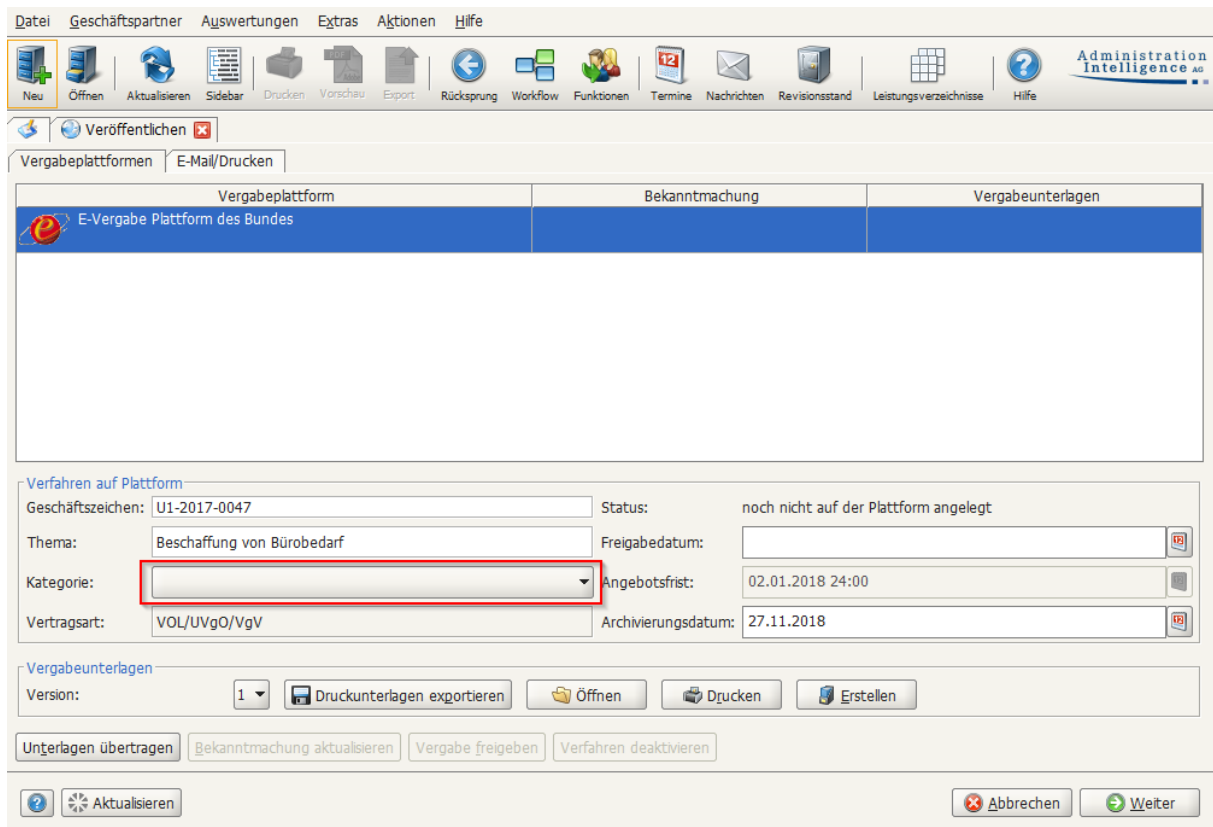 Datei Geschäftspartner Auswertungen Extras Aktionen Hilfe
Neu Öffnen Aktualisieren Sidebar Drucken Vorschau Export Rücksprung Workflow Funktionen Termine Nachrichten Revisionsstand Leistungsverzeichnisse Hilfe
Administration
Intelligence AG
Veröffentlichen
Vergabeplattformen E-Mail/Drucken
Vergabeplattform Bekanntmachung Vergabeunterlagen
E-Vergabe Plattform des Bundes
Verfahren auf Plattform
Geschäftszeichen: U1-2017-0047 Status: noch nicht auf der Plattform angelegt
Thema: Beschaffung von Bürobedarf Freigabedatum:
Kategorie: Angebotsfrist: 02.01.2018 24:00
Vertragsart: VOL/UVgO/VgV Archivierungsdatum: 27.11.2018
Vergabeunterlagen
Version: 1 Druckunterlagen exportieren Öffnen Drucken Erstellen
Unterlagen übertragen Bekanntmachung aktualisieren Vergabe freigeben Verfahren deaktivieren
Aktualisieren Abbrechen Weiter